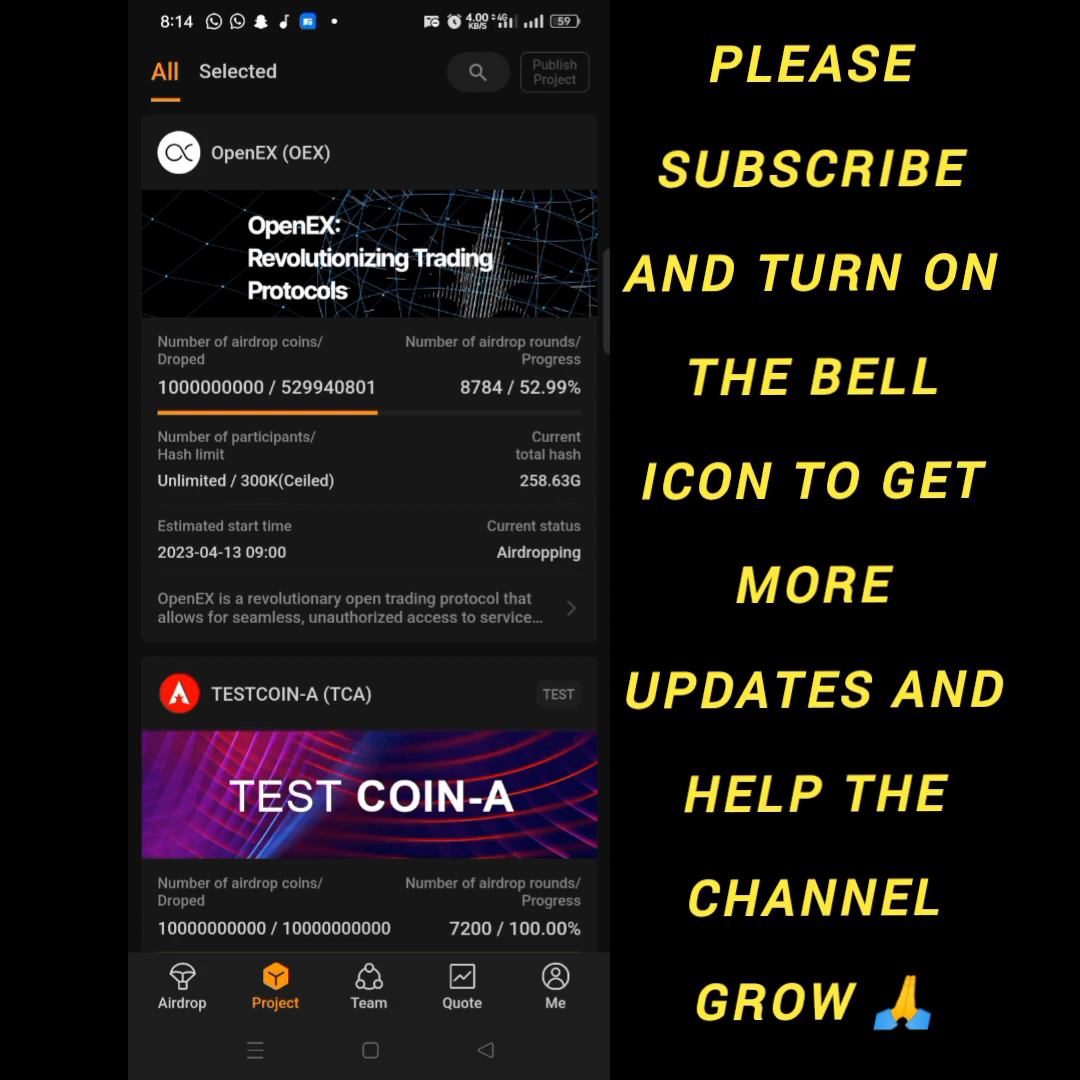 8:14
4.00 KB/S
4G
59
All
Selected
Publish
Project
OpenEX (OEX)
OpenEX:
Revolutionizing Trading
Protocols
Number of airdrop coins/
Droped
Number of airdrop rounds/
Progress
1000000000 / 529940801
8784 / 52.99%
Number of participants/
Hash limit
Current
total hash
Unlimited / 300K(Ceiled)
258.63G
Estimated start time
Current status
2023-04-13 09:00
Airdropping
OpenEX is a revolutionary open trading protocol that
allows for seamless, unauthorized access to service...
TESTCOIN-A (TCA)
TEST
TEST COIN-A
Number of airdrop coins/
Droped
Number of airdrop rounds/
Progress
10000000000 / 10000000000
7200 / 100.00%
Airdrop
Project
Team
Quote
Me
PLEASE
SUBSCRIBE
AND TURN ON
THE BELL
ICON TO GET
MORE
UPDATES AND
HELP THE
CHANNEL
GROW 🙏